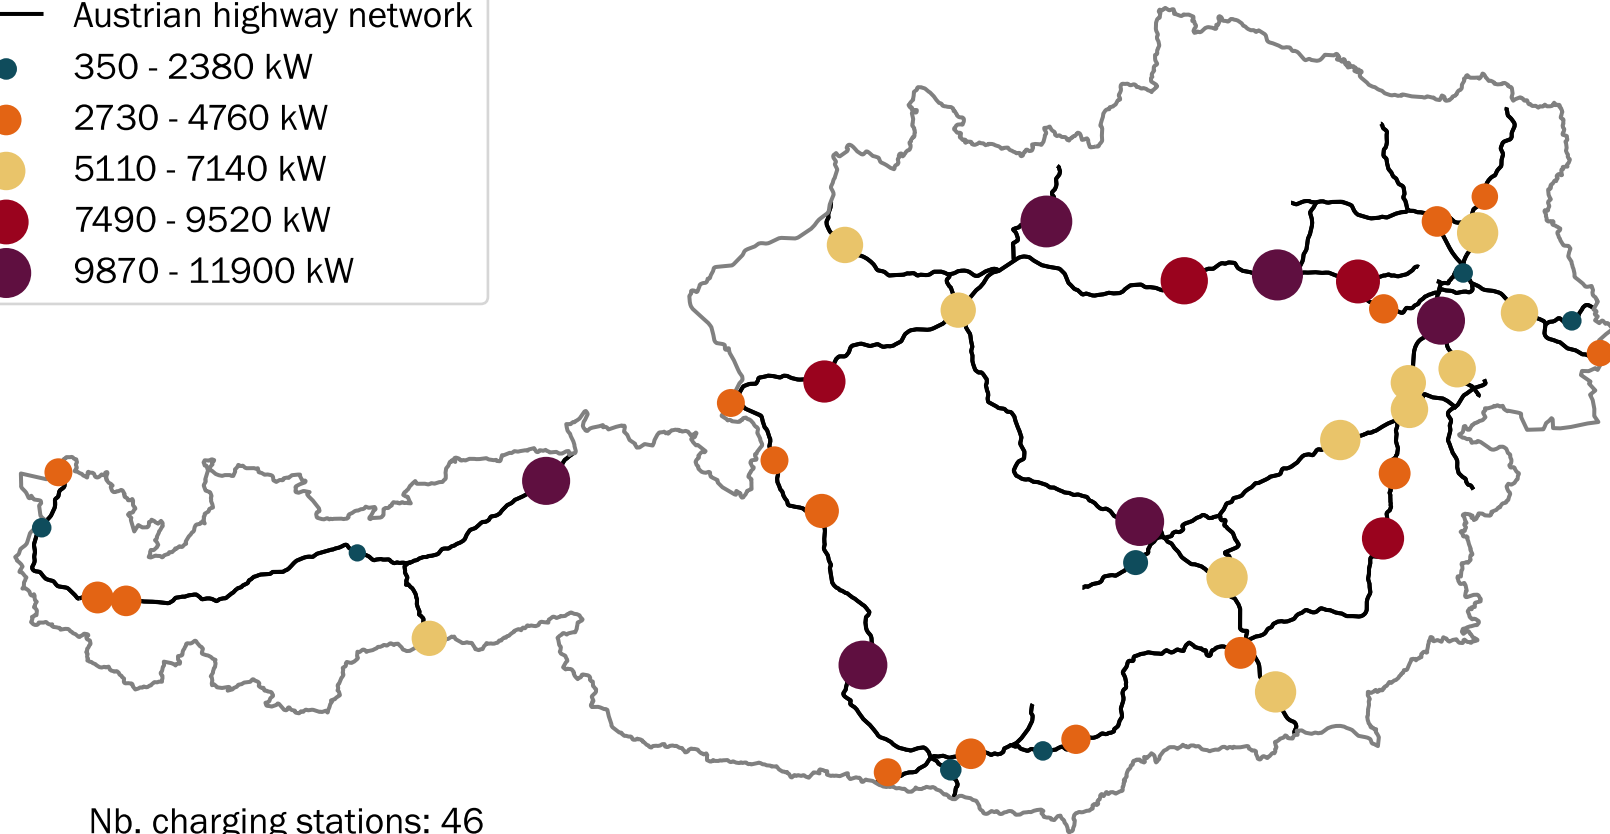 Austrian highway network
350 - 2380 kW
2730 - 4760 kW
5110 - 7140 kW
7490 - 9520 kW
9870 - 11900 kW
Nb. charging stations: 46